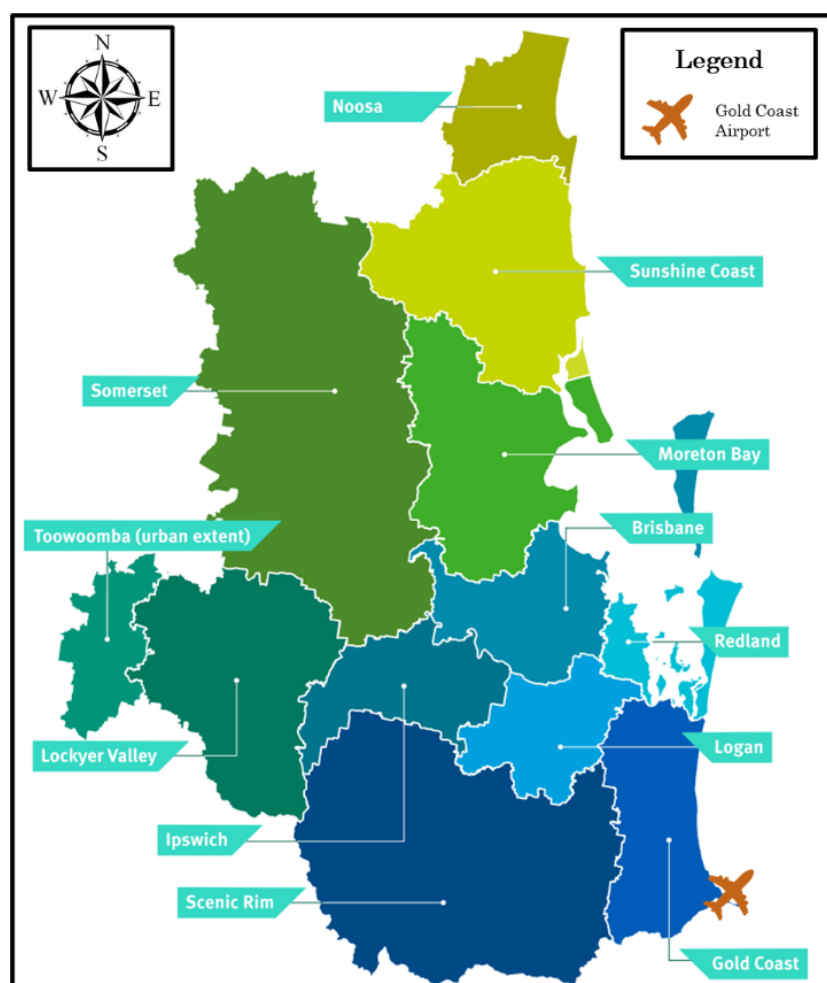 N
W E
S
Legend
Gold Coast
Airport
Noosa
Sunshine Coast
Somerset
Moreton Bay
Toowoomba (urban extent)
Brisbane
Redland
Lockyer Valley
Logan
Ipswich
Scenic Rim
Gold Coast